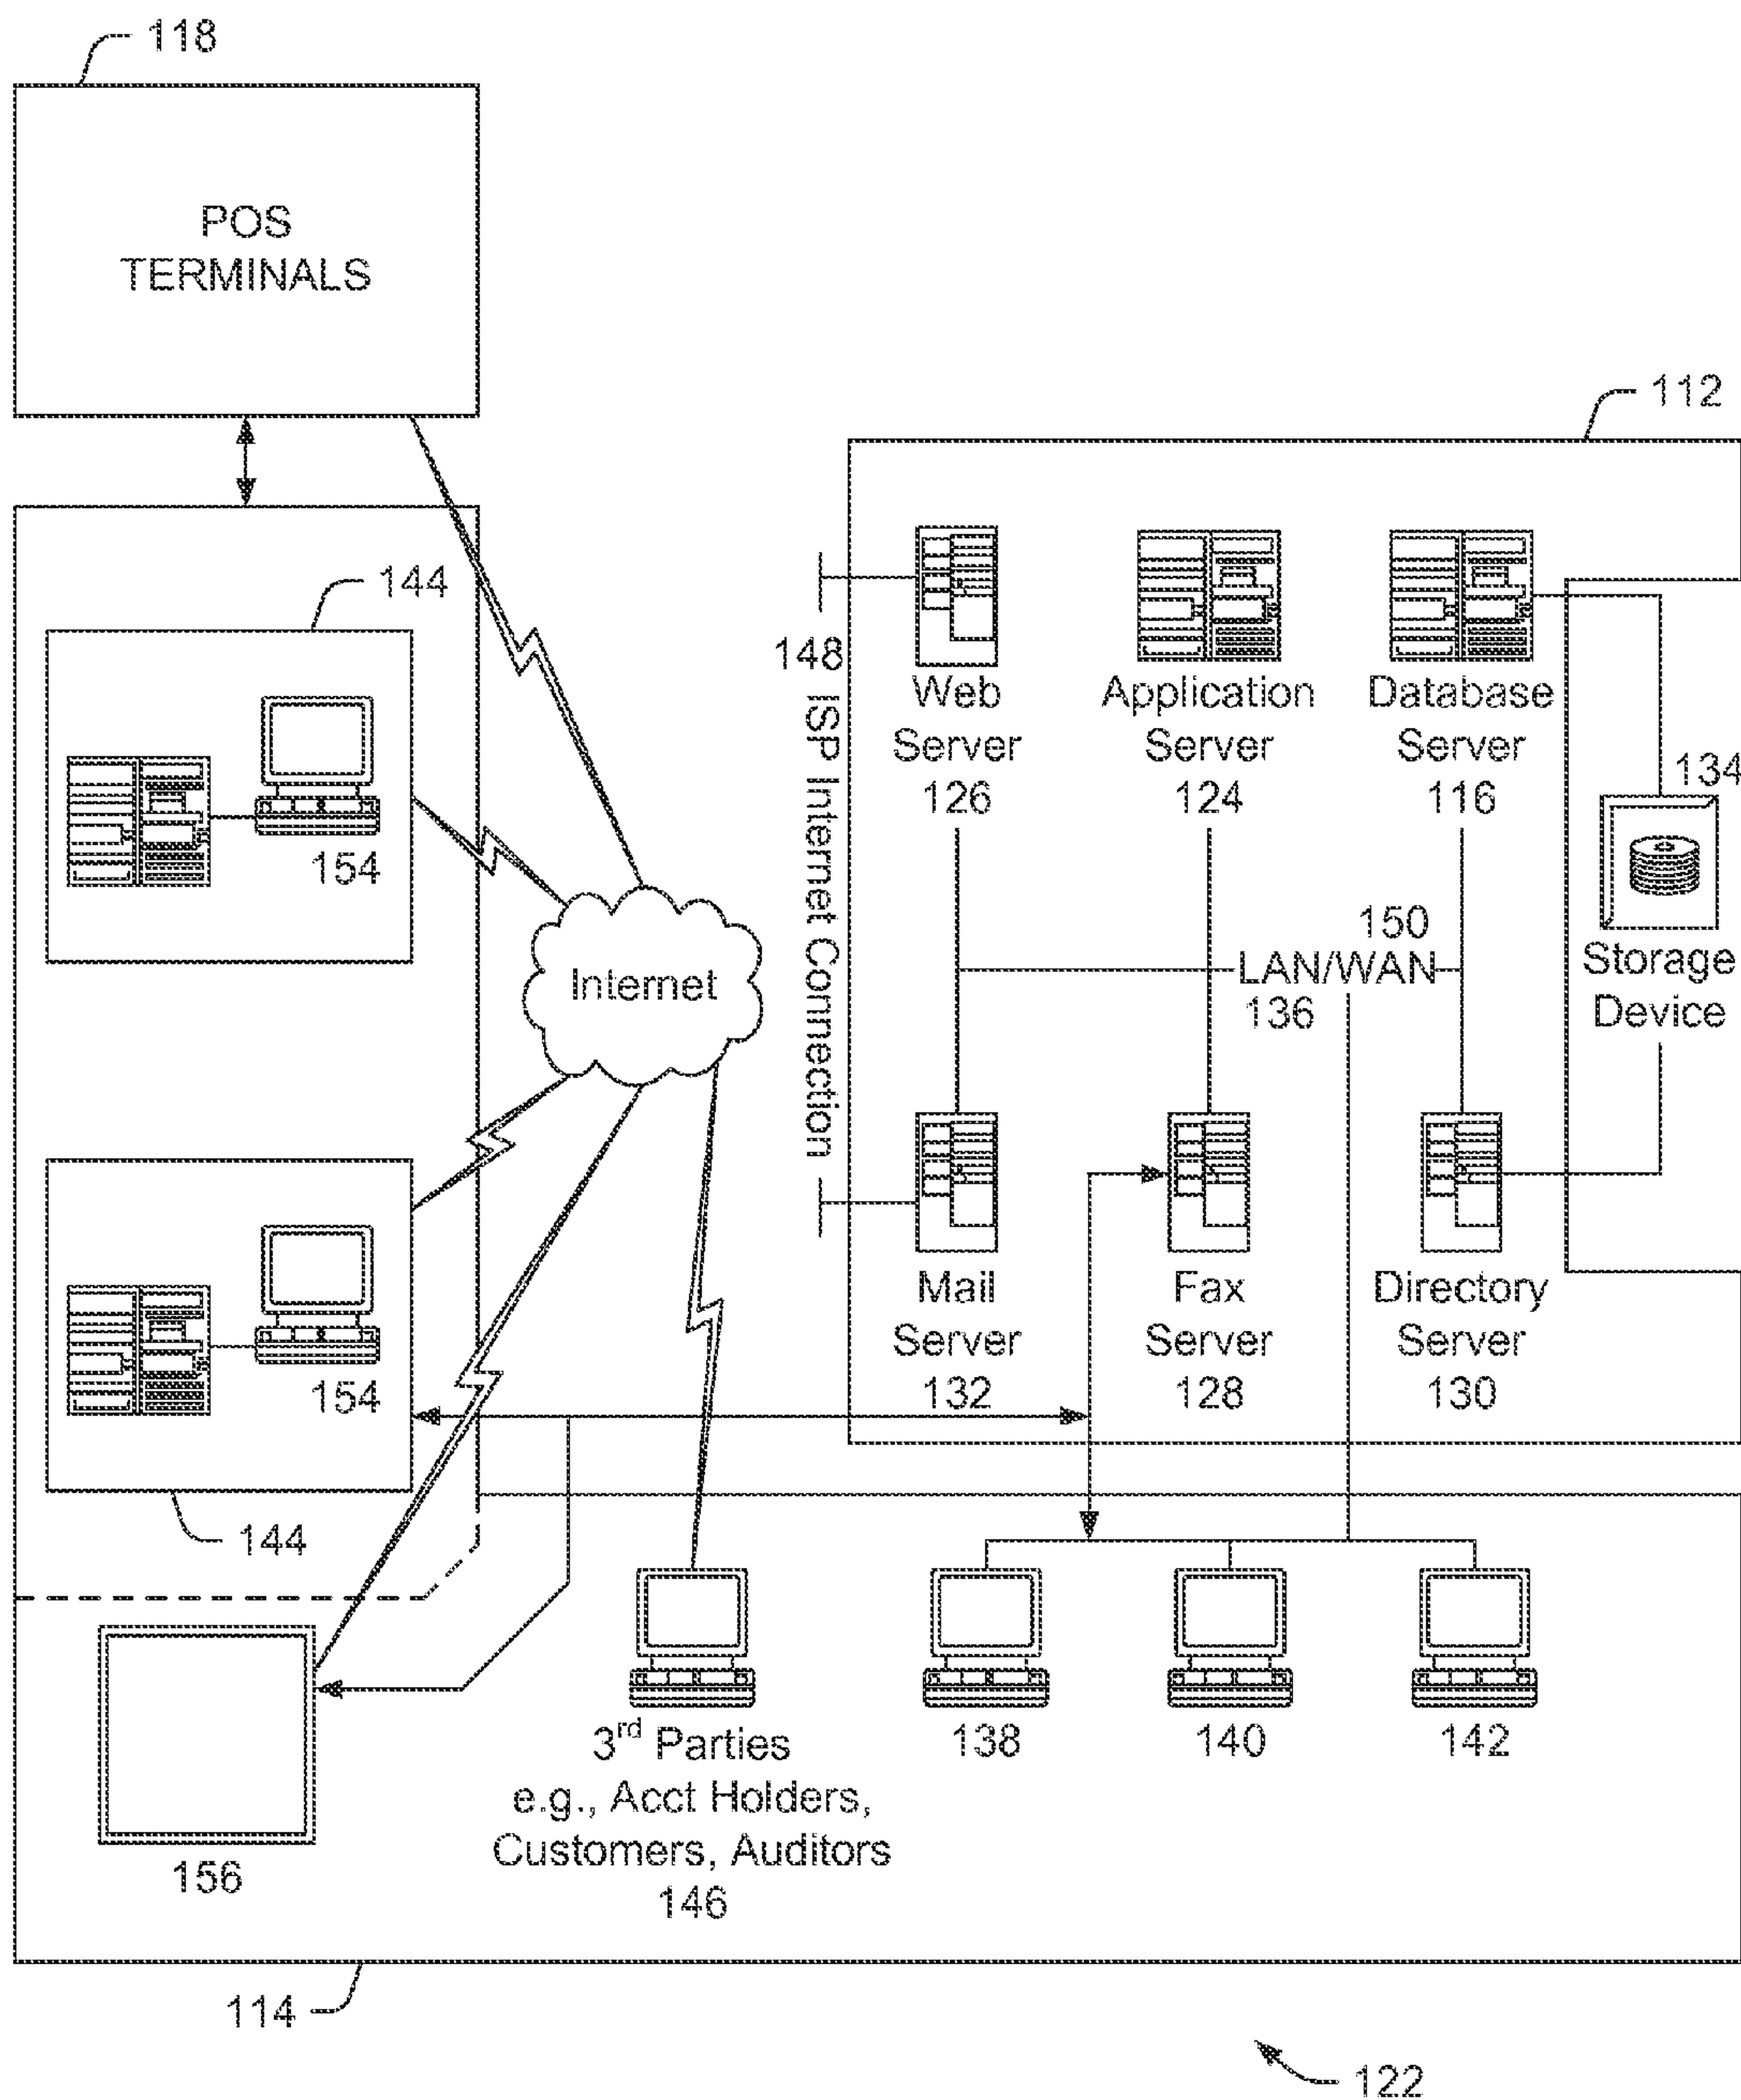 118
POS
TERMINALS
112
144
154
148
ISP Internet Connection
Web
Server
126
Application
Server
124
Database
Server
116
134
Storage
Device
150
LAN/WAN
136
Internet
Mail
Server
132
Fax
Server
128
Directory
Server
130
154
144
156
3rd Parties
e.g., Acct Holders,
Customers, Auditors
146
138
140
142
114
122